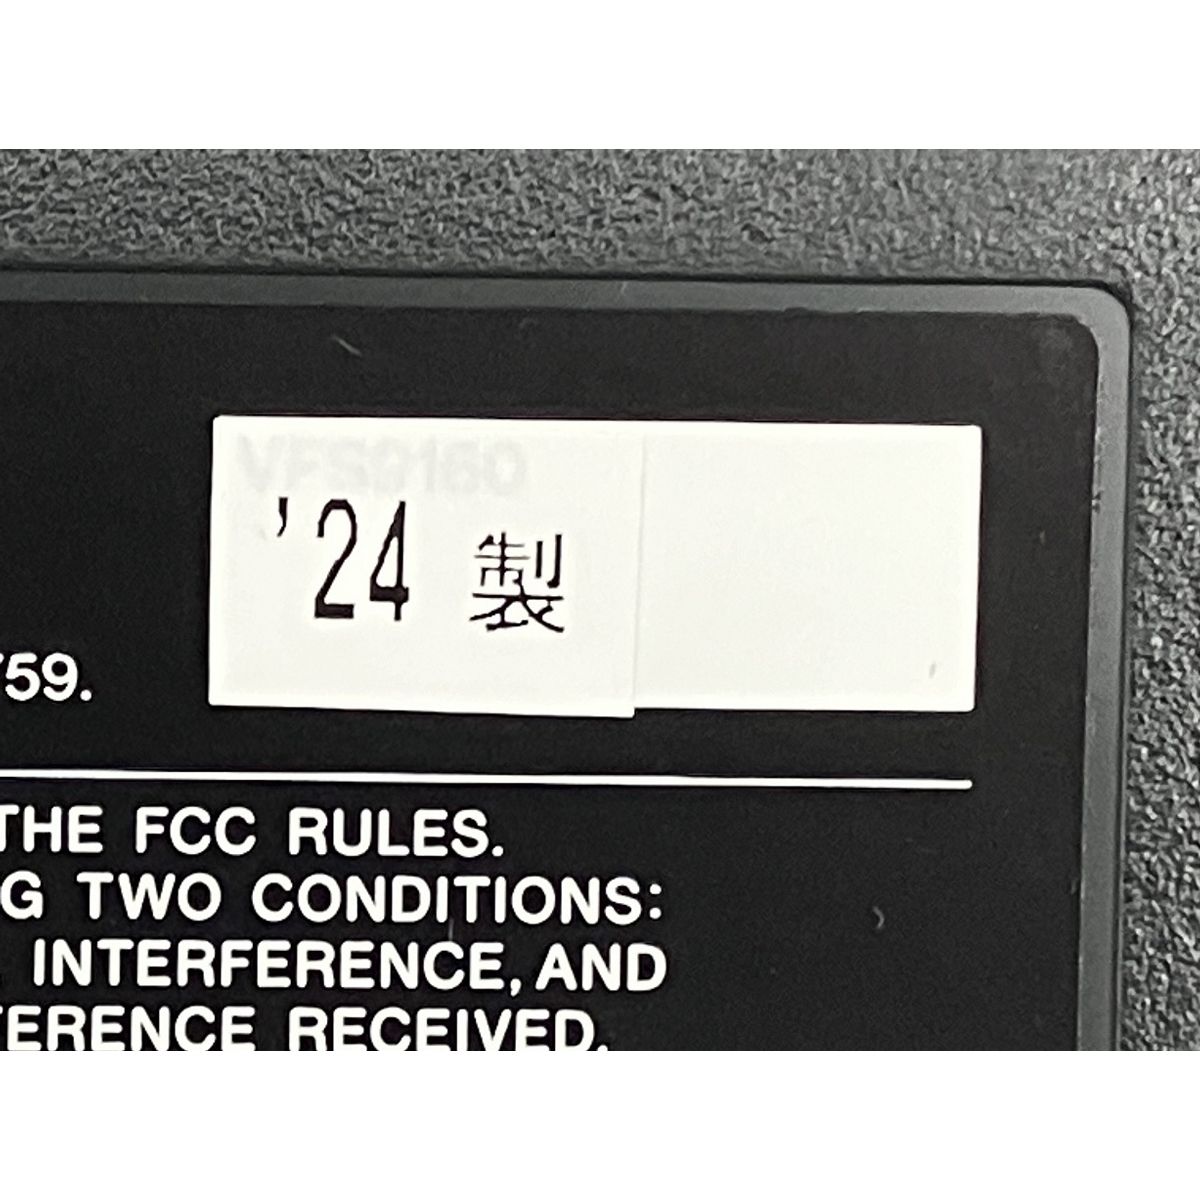 '24 製
759.
THE FCC RULES.
G TWO CONDITIONS:
INTERFERENCE, AND
FERENCE RECEIVED.